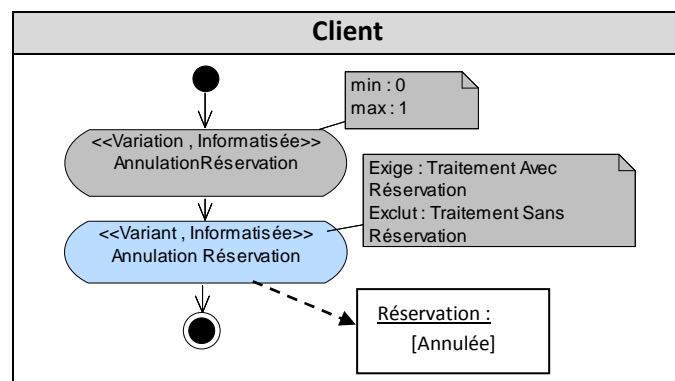 Client
min : 0
max : 1
<<Variation , Informatisée>>
AnnulationRéservation
Exige : Traitement Avec
Réservation
Exclut : Traitement Sans
Réservation
<<Variant , Informatisée>>
Annulation Réservation
Réservation :
[Annulée]